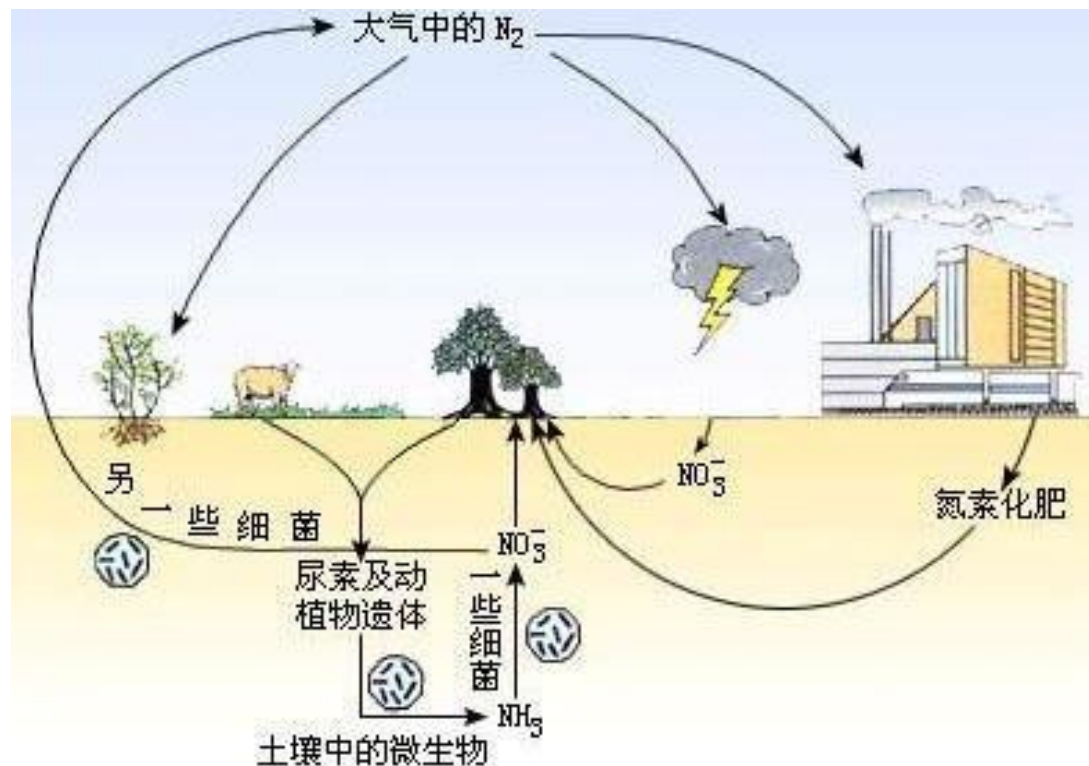 大气中的 N₂
NO₃⁻
氮素化肥
另一些细菌
NO₃⁻
尿素及动
植物遗体
一些细菌
NH₃
土壤中的微生物